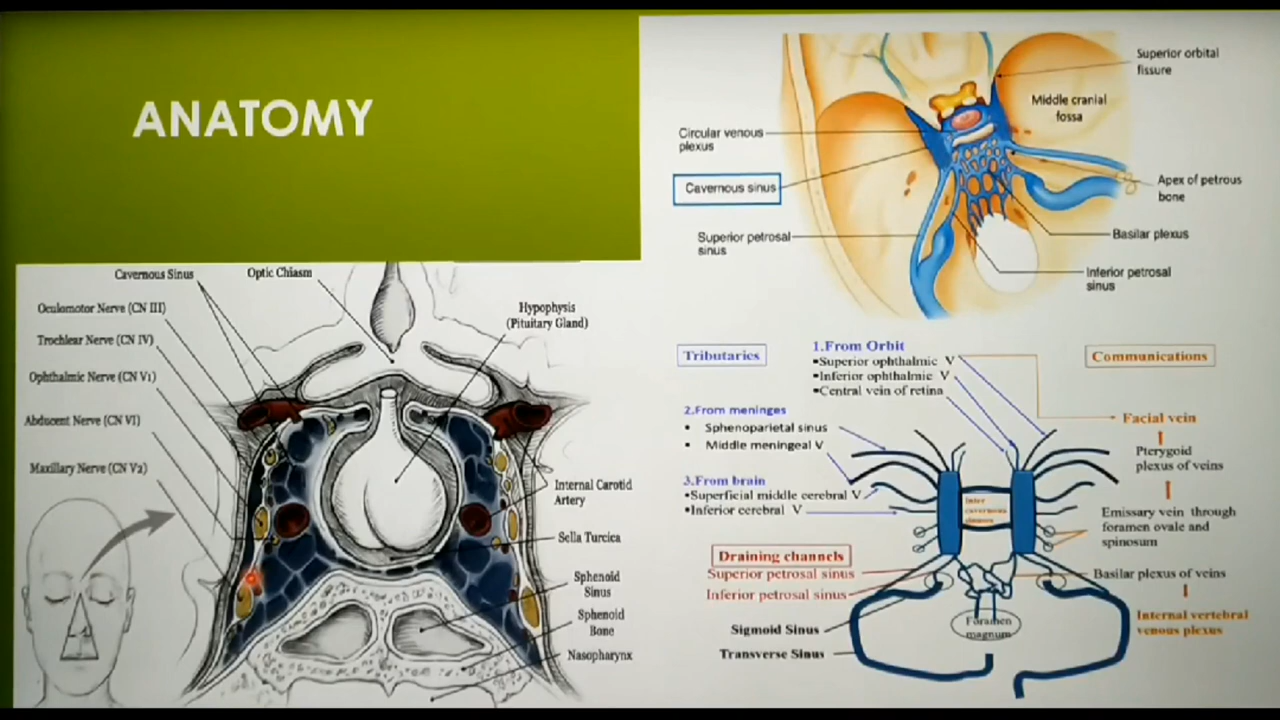 ANATOMY
Cavernous Sinus
Optic Chiasm
Oculomotor Nerve (CN III)
Trochlear Nerve (CN IV)
Ophthalmic Nerve (CN V1)
Abducent Nerve (CN VI)
Maxillary Nerve (CN V2)
Hypophysis
(Pituitary Gland)
Internal Carotid
Artery
Sella Turcica
Sphenoid
Sinus
Sphenoid
Bone
Nasopharynx
Superior orbital
fissure
Middle cranial
fossa
Circular venous
plexus
Cavernous sinus
Apex of petrous
bone
Superior petrosal
sinus
Basilar plexus
Inferior petrosal
sinus
Tributaries
1.From Orbit
•Superior ophthalmic V
•Inferior ophthalmic V
•Central vein of retina
2.From meninges
• Sphenoparietal sinus
• Middle meningeal V
3.From brain
•Superficial middle cerebral V
•Inferior cerebral V
Draining channels
Superior petrosal sinus
Inferior petrosal sinus
Sigmoid Sinus
Transverse Sinus
Inter
cavernous
sinuses
Foramen
magnum
Communications
Facial vein
Pterygoid
plexus of veins
Emissary vein through
foramen ovale and
spinosum
Basilar plexus of veins
Internal vertebral
venous plexus